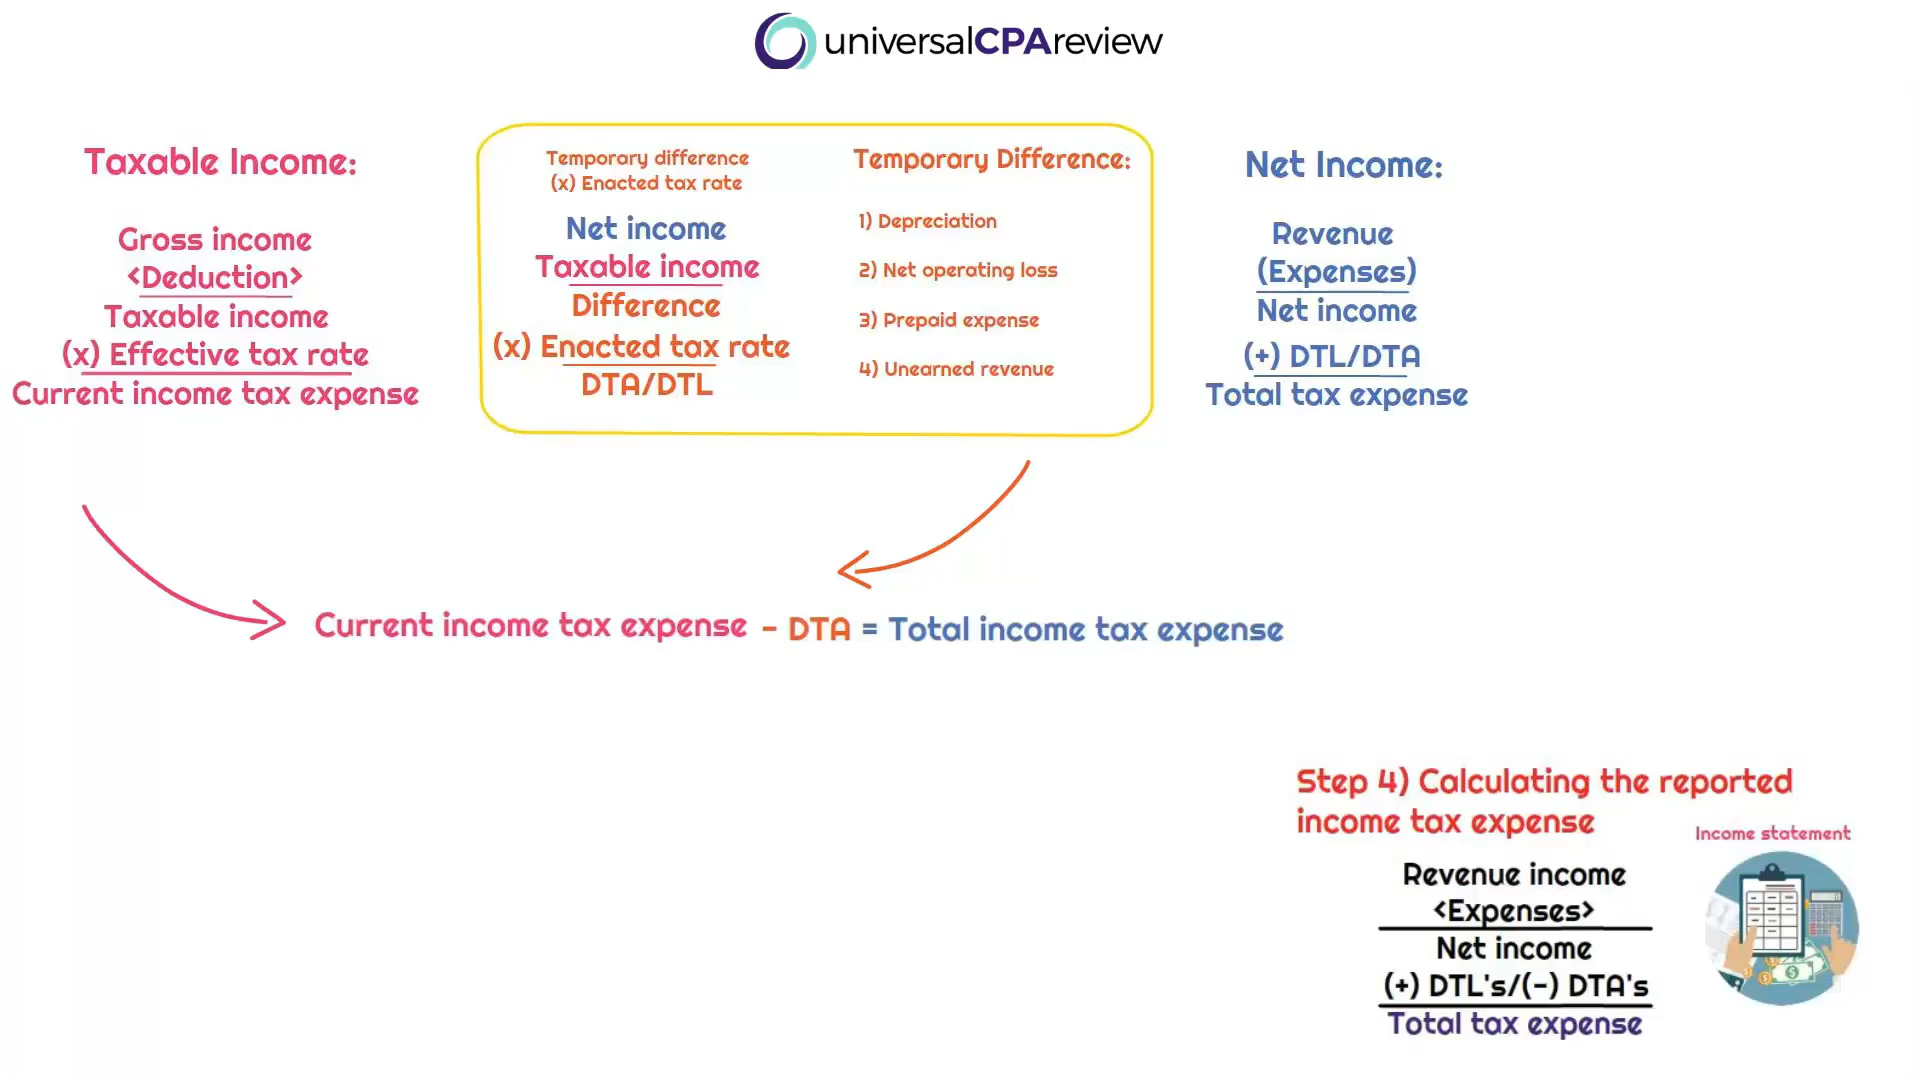 universalCPAreview
Taxable Income:
Gross income
<Deduction>
Taxable income
(x) Effective tax rate
Current income tax expense
Temporary difference
(x) Enacted tax rate
Net income
Taxable income
Difference
(x) Enacted tax rate
DTA/DTL
Temporary Difference:
1) Depreciation
2) Net operating loss
3) Prepaid expense
4) Unearned revenue
Net Income:
Revenue
(Expenses)
Net income
(+) DTL/DTA
Total tax expense
Current income tax expense - DTA = Total income tax expense
Step 4) Calculating the reported
income tax expense
Income statement
Revenue income
<Expenses>
Net income
(+) DTL's/(-) DTA's
Total tax expense